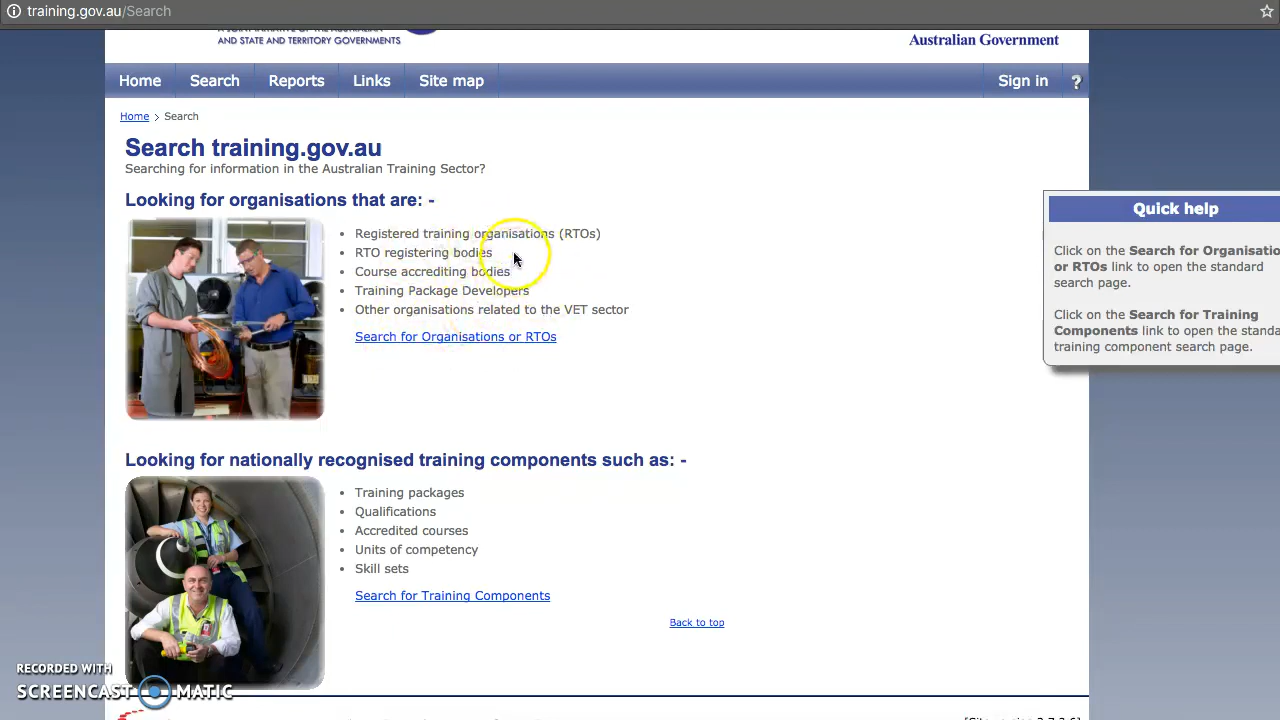 training.gov.au/Search
A JOINT INITIATIVE OF THE AUSTRALIAN
AND STATE AND TERRITORY GOVERNMENTS
Australian Government
Home Search Reports Links Site map Sign in ?
Home > Search
Search training.gov.au
Searching for information in the Australian Training Sector?
Looking for organisations that are: -
• Registered training organisations (RTOs)
• RTO registering bodies
• Course accrediting bodies
• Training Package Developers
• Other organisations related to the VET sector
Search for Organisations or RTOs
Quick help
Click on the Search for Organisatio
or RTOs link to open the standard
search page.
Click on the Search for Training
Components link to open the standa
training component search page.
Looking for nationally recognised training components such as: -
• Training packages
• Qualifications
• Accredited courses
• Units of competency
• Skill sets
Search for Training Components
Back to top
RECORDED WITH
SCREENCAST MATIC